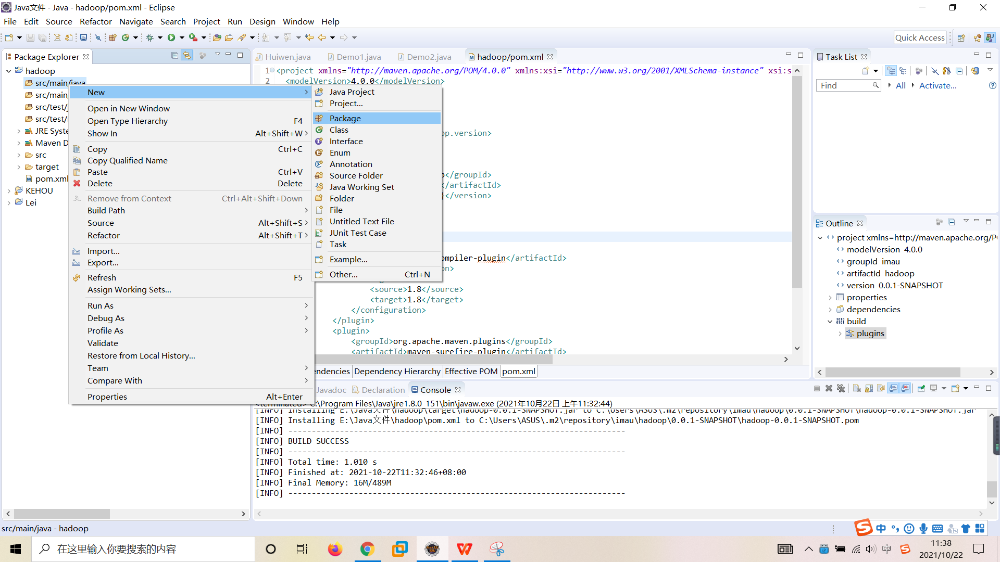 Java文件 - Java - hadoop/pom.xml - Eclipse
File Edit Source Refactor Navigate Search Project Run Design Window Help
Quick Access
Package Explorer
hadoop
src/main/java
src/main,
src/test/j
src/test/
JRE Syste
Maven D
src
target
pom.xml
KEHOU
Lei
New
Open in New Window
Open Type Hierarchy F4
Show In Alt+Shift+W
Copy Ctrl+C
Copy Qualified Name
Paste Ctrl+V
Delete Delete
Remove from Context Ctrl+Alt+Shift+Down
Build Path
Source Alt+Shift+S
Refactor Alt+Shift+T
Import...
Export...
Refresh F5
Assign Working Sets...
Run As
Debug As
Profile As
Validate
Restore from Local History...
Team
Compare With
Properties Alt+Enter
Java Project
Project...
Package
Class
Interface
Enum
Annotation
Source Folder
Java Working Set
Folder
File
Untitled Text File
JUnit Test Case
Task
Example...
Other... Ctrl+N
Huiwen.java Demo1.java Demo2.java hadoop/pom.xml
1 <project xmlns="http://maven.apache.org/POM/4.0.0" xmlns:xsi="http://www.w3.org/2001/XMLSchema-instance" xsi:s
2 <modelVersion>4.0.0</modelVersion>
op.version>
</groupId>
</artifactId>
</version>
ompiler-plugin</artifactId>
on>
<source>1.8</source>
<target>1.8</target>
</configuration>
</plugin>
<plugin>
<groupId>org.apache.maven.plugins</groupId>
<artifactId>maven-surefire-plugin</artifactId>
endencies Dependency Hierarchy Effective POM pom.xml
Javadoc Declaration Console
<terminated> C:\Program Files\Java\jre1.8.0_151\bin\javaw.exe (2021年10月22日 上午11:32:44)
[INFO] Installing E:\Java文件\hadoop\target\hadoop-0.0.1-SNAPSHOT.jar to C:\Users\ASUS\.m2\repository\imau\hadoop\0.0.1-SNAPSHOT\hadoop-0.0.1-SNAPSHOT.jar
[INFO] Installing E:\Java文件\hadoop\pom.xml to C:\Users\ASUS\.m2\repository\imau\hadoop\0.0.1-SNAPSHOT\hadoop-0.0.1-SNAPSHOT.pom
[INFO] ------------------------------------------------------------------------
[INFO] BUILD SUCCESS
[INFO] ------------------------------------------------------------------------
[INFO] Total time: 1.010 s
[INFO] Finished at: 2021-10-22T11:32:46+08:00
[INFO] Final Memory: 16M/489M
[INFO] ------------------------------------------------------------------------
Task List
Find All Activate...
Outline
project xmlns=http://maven.apache.org/P
modelVersion 4.0.0
groupId imau
artifactId hadoop
version 0.0.1-SNAPSHOT
properties
dependencies
build
plugins
src/main/java - hadoop
中
在这里输入你要搜索的内容
中
11:38
2021/10/22